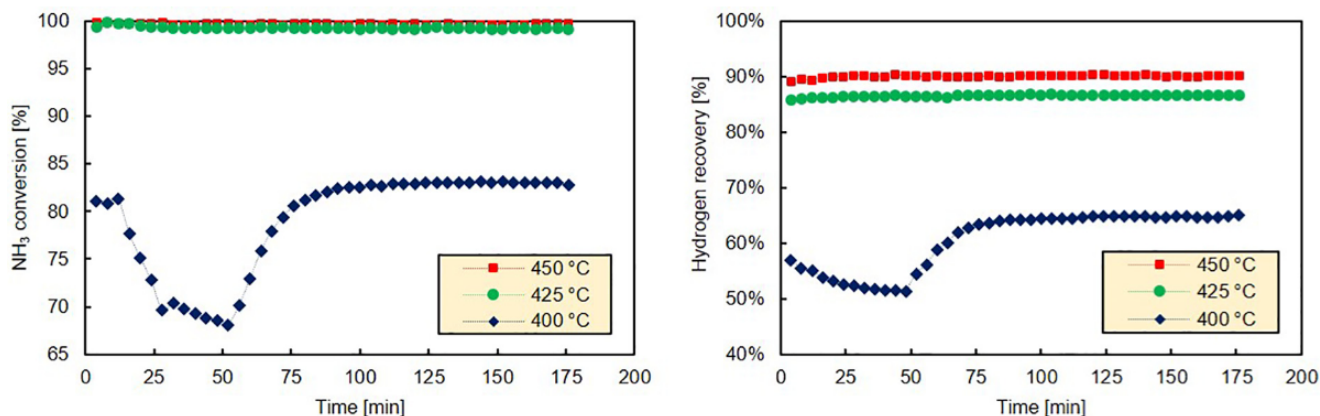 100
95
90
85
80
75
70
65
NH₃ conversion [%]
0 25 50 75 100 125 150 175 200
Time [min]
450 °C
425 °C
400 °C
100%
90%
80%
70%
60%
50%
40%
Hydrogen recovery [%]
0 25 50 75 100 125 150 175 200
Time [min]
450 °C
425 °C
400 °C